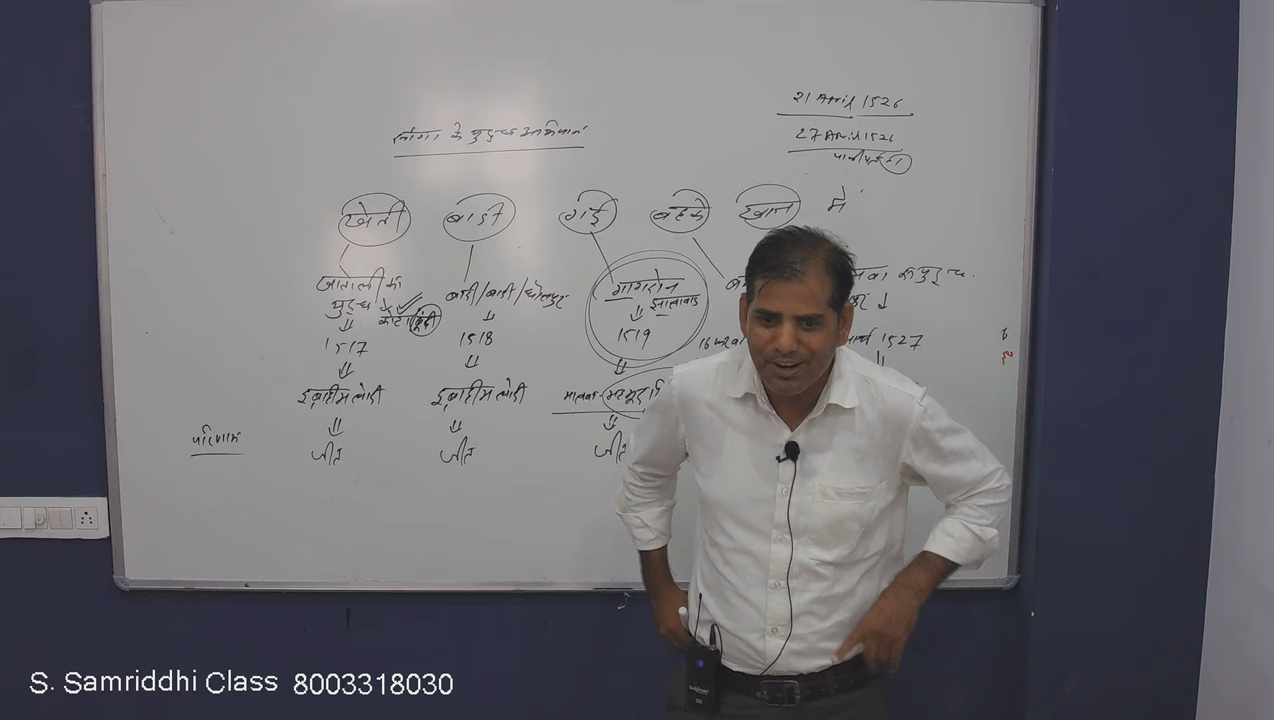 21 April 1526
सांगा के युद्ध अभियान
27 April 1526
पानीपत का
खेती बाडी गई बहके खान में
खातोली का युद्ध
कोटा/बूंदी
बाडी/बारी/धौलपुर
गागरोन
झालावाड
1517
1518
1519
मार्च 1527
इब्राहीम लोदी
इब्राहीम लोदी
मालवा
परिणाम
जीत
जीत
जीत
S. Samriddhi Class 8003318030